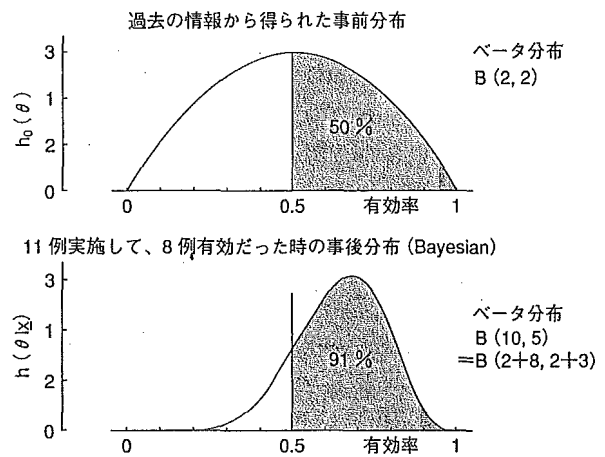 過去の情報から得られた事前分布
ベータ分布
B (2, 2)
h₀(θ)
3
1
2
0
50 %
0
0.5
有効率
1
11 例実施して、8 例有効だった時の事後分布 (Bayesian)
ベータ分布
B (10, 5)
=B (2+8, 2+3)
h (θ|x)
3
1
2
0
91 %
0
0.5
有効率
1